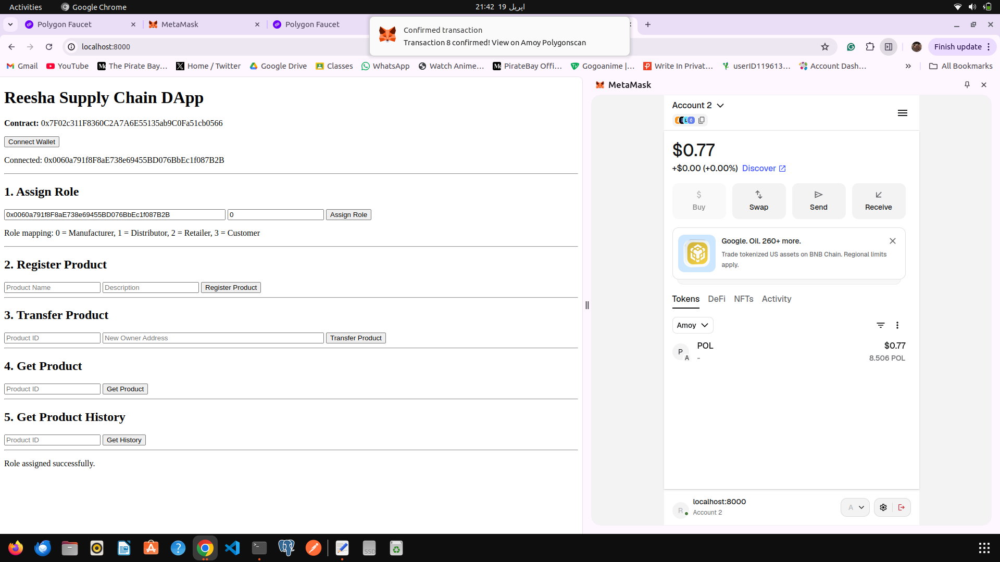 Activities
Google Chrome
21:42 19 اپریل
Polygon Faucet
MetaMask
Polygon Faucet
Confirmed transaction
Transaction 8 confirmed! View on Amoy Polygonscan
localhost:8000
Finish update
Gmail
YouTube
The Pirate Bay…
Home / Twitter
Google Drive
Classes
WhatsApp
Watch Anime…
PirateBay Offi…
Gogoanime |…
Write In Privat…
userID119613…
Account Dash…
All Bookmarks
Reesha Supply Chain DApp
Contract: 0x7F02c311F8360C2A7A6E55135ab9C0Fa51cb0566
Connect Wallet
Connected: 0x0060a791f8F8aE738e69455BD076BbEc1f087B2B
1. Assign Role
0x0060a791f8F8aE738e69455BD076BbEc1f087B2B 0 Assign Role
Role mapping: 0 = Manufacturer, 1 = Distributor, 2 = Retailer, 3 = Customer
2. Register Product
Product Name Description Register Product
3. Transfer Product
Product ID New Owner Address Transfer Product
4. Get Product
Product ID Get Product
5. Get Product History
Product ID Get History
Role assigned successfully.
MetaMask
Account 2
$0.77
+$0.00 (+0.00%) Discover
$
Buy
Swap
Send
Receive
Google. Oil. 260+ more.
Trade tokenized US assets on BNB Chain. Regional limits
apply.
Tokens DeFi NFTs Activity
Amoy
P
A
POL $0.77
- 8.506 POL
R
localhost:8000
Account 2
A
SSD